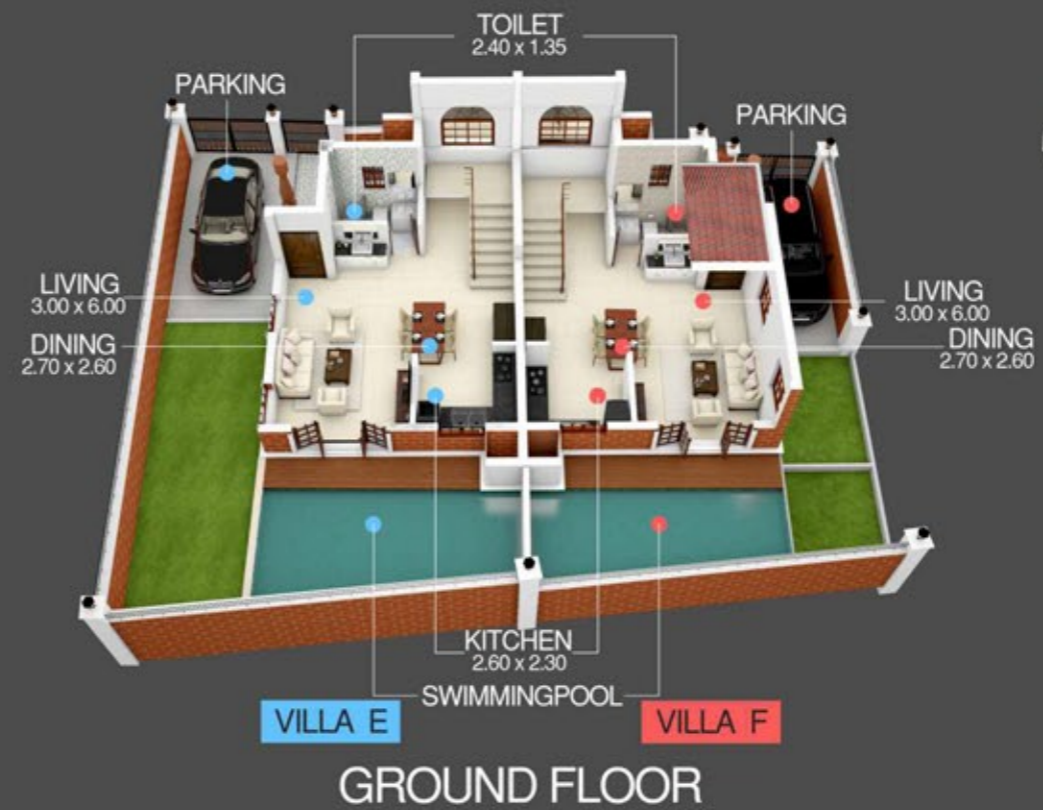 TOILET
2.40 x 1.35
PARKING
PARKING
LIVING
3.00 x 6.00
LIVING
3.00 x 6.00
DINING
2.70 x 2.60
DINING
2.70 x 2.60
KITCHEN
2.60 x 2.30
SWIMMINGPOOL
VILLA E
VILLA F
GROUND FLOOR